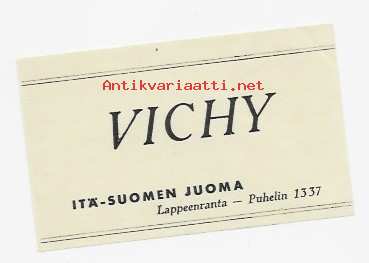 Antikvariaatti.net
VICHY
ITÄ-SUOMEN JUOMA
Lappeenranta — Puhelin 1337